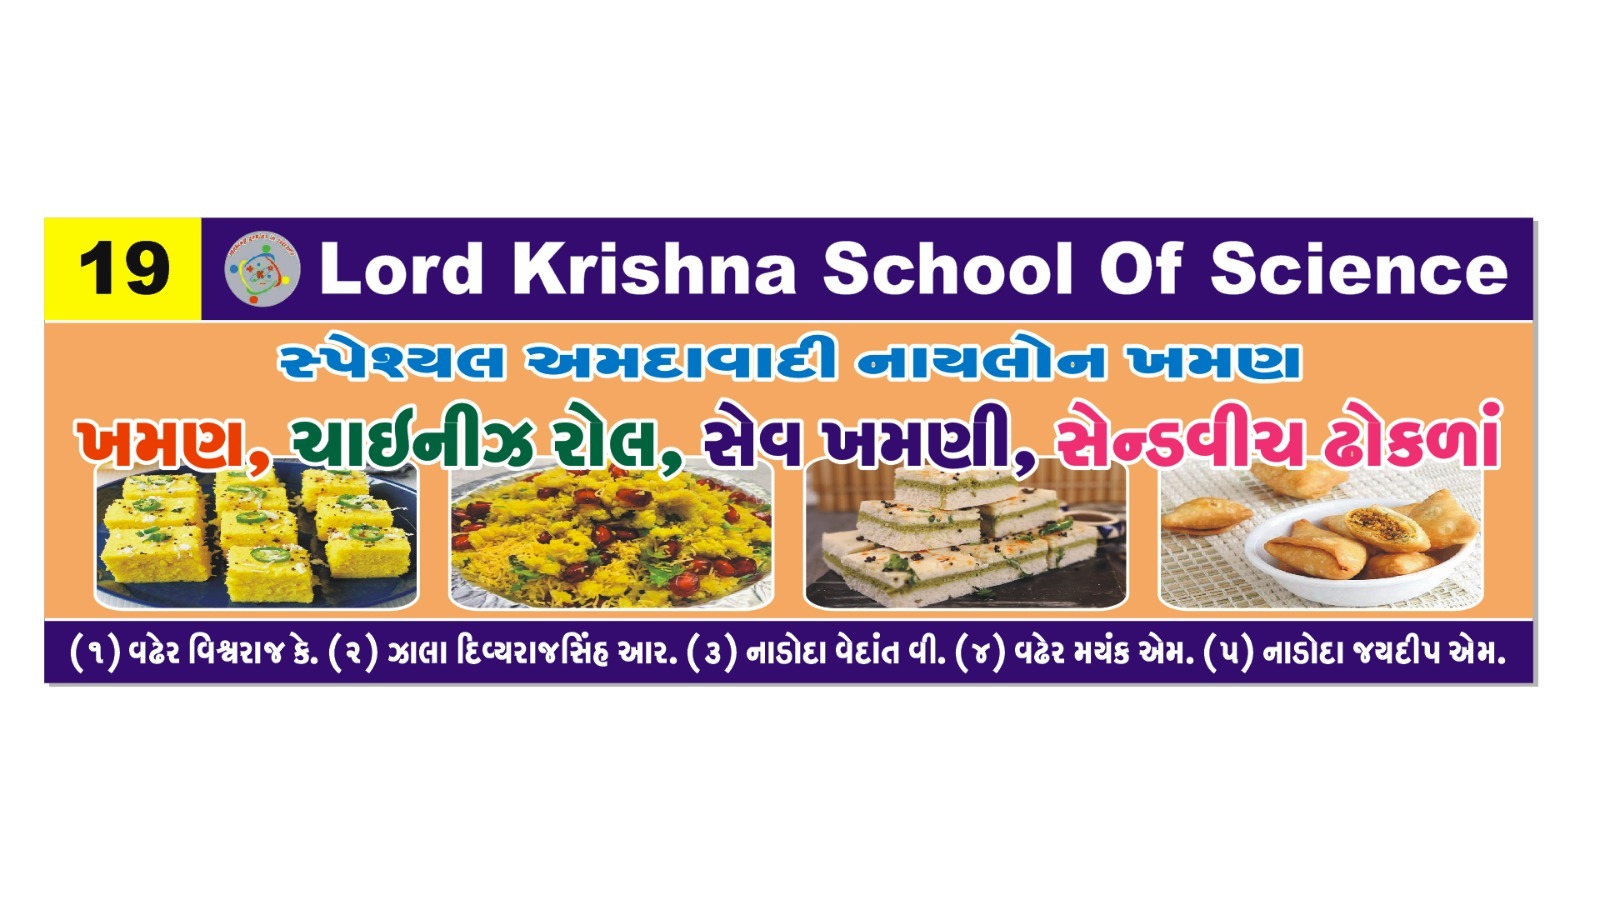 19 Lord Krishna School Of Science
સ્પેશ્યલ અમદાવાદી નાયલોન ખમણ
ખમણ, ચાઇનીઝ રોલ, સેવ ખમણી, સેન્ડવીચ ઢોકળાં
(૧) વઢેર વિશ્વરાજ કે. (૨) ઝાલા દિવ્યરાજસિંહ આર. (૩) નાડોદા વેદાંત વી. (૪) વઢેર મયંક એમ. (૫) નાડોદા જયદીપ એમ.